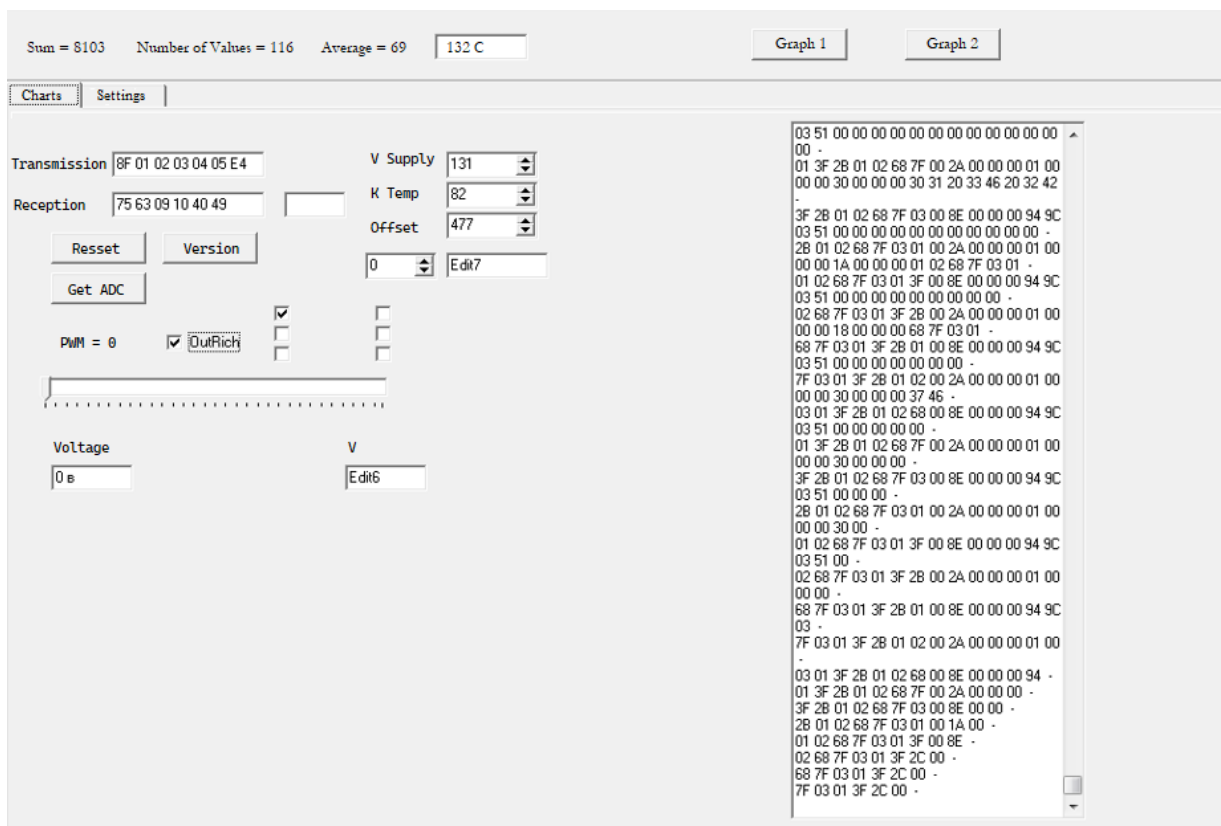 Sum = 8103 Number of Values = 116 Average = 69 132 C Graph 1 Graph 2
Charts Settings
Transmission 8F 01 02 03 04 05 E4 V Supply 131
Reception 75 63 09 10 40 49 K Temp 82
Offset 477
Resset Version
0 Edit7
Get ADC
PWM = 0 OutRich
Voltage V
0 в Edit6
03 51 00 00 00 00 00 00 00 00 00 00 00 00 00
00 -
01 3F 2B 01 02 68 7F 00 2A 00 00 00 01 00
00 00 30 00 00 00 30 31 20 33 46 20 32 42
-
3F 2B 01 02 68 7F 03 00 8E 00 00 00 94 9C
03 51 00 00 00 00 00 00 00 00 00 00 00 -
2B 01 02 68 7F 03 01 00 2A 00 00 00 01 00
00 00 1A 00 00 00 01 02 68 7F 03 01 -
01 02 68 7F 03 01 3F 00 8E 00 00 00 94 9C
03 51 00 00 00 00 00 00 00 00 00 -
02 68 7F 03 01 3F 2B 00 2A 00 00 00 01 00
00 00 18 00 00 00 68 7F 03 01 -
68 7F 03 01 3F 2B 01 00 8E 00 00 00 94 9C
03 51 00 00 00 00 00 00 00 -
7F 03 01 3F 2B 01 02 00 2A 00 00 00 01 00
00 00 30 00 00 00 37 46 -
03 01 3F 2B 01 02 68 00 8E 00 00 00 94 9C
03 51 00 00 00 00 00 -
01 3F 2B 01 02 68 7F 00 2A 00 00 00 01 00
00 00 30 00 00 00 -
3F 2B 01 02 68 7F 03 00 8E 00 00 00 94 9C
03 51 00 00 00 -
2B 01 02 68 7F 03 01 00 2A 00 00 00 01 00
00 00 30 00 -
01 02 68 7F 03 01 3F 00 8E 00 00 00 94 9C
03 51 00 -
02 68 7F 03 01 3F 2B 00 2A 00 00 00 01 00
00 00 -
68 7F 03 01 3F 2B 01 00 8E 00 00 00 94 9C
03 -
7F 03 01 3F 2B 01 02 00 2A 00 00 00 01 00
-
03 01 3F 2B 01 02 68 00 8E 00 00 00 94 -
01 3F 2B 01 02 68 7F 00 2A 00 00 00 -
3F 2B 01 02 68 7F 03 00 8E 00 00 -
2B 01 02 68 7F 03 01 00 1A 00 -
01 02 68 7F 03 01 3F 00 8E -
02 68 7F 03 01 3F 2C 00 -
68 7F 03 01 3F 2C 00 -
7F 03 01 3F 2C 00 -